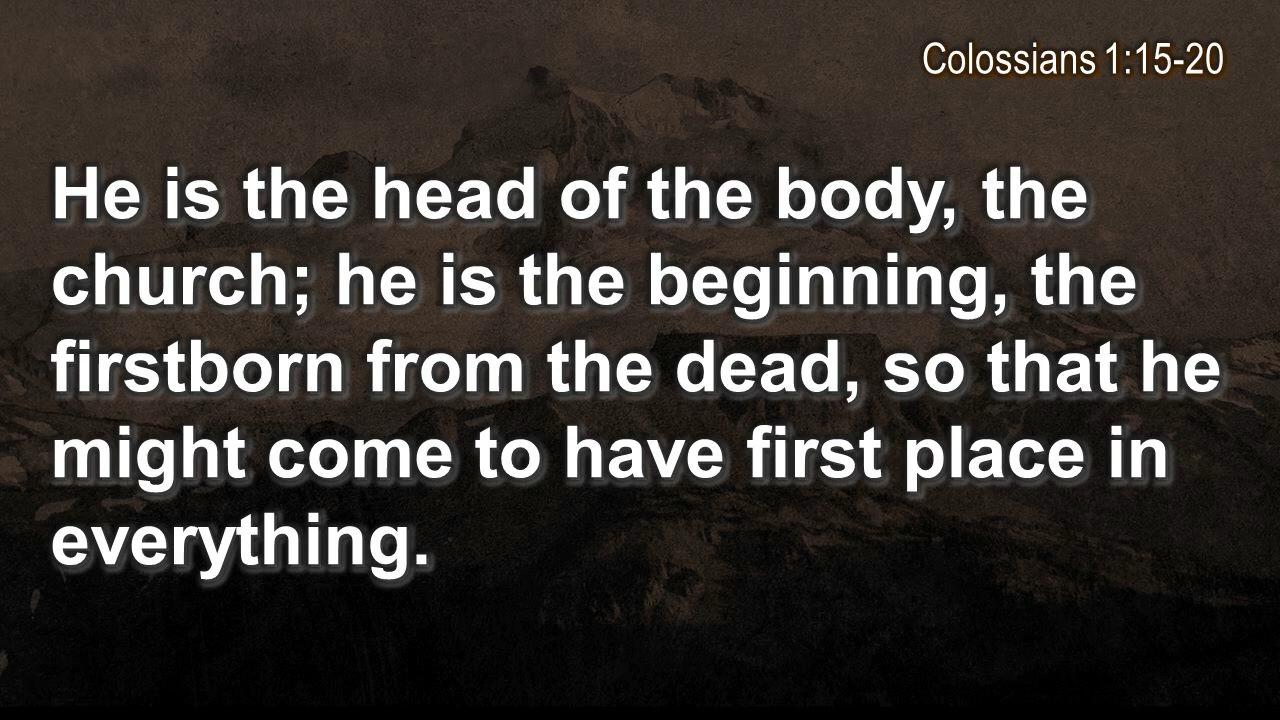 Colossians 1:15-20
He is the head of the body, the
church; he is the beginning, the
firstborn from the dead, so that he
might come to have first place in
everything.